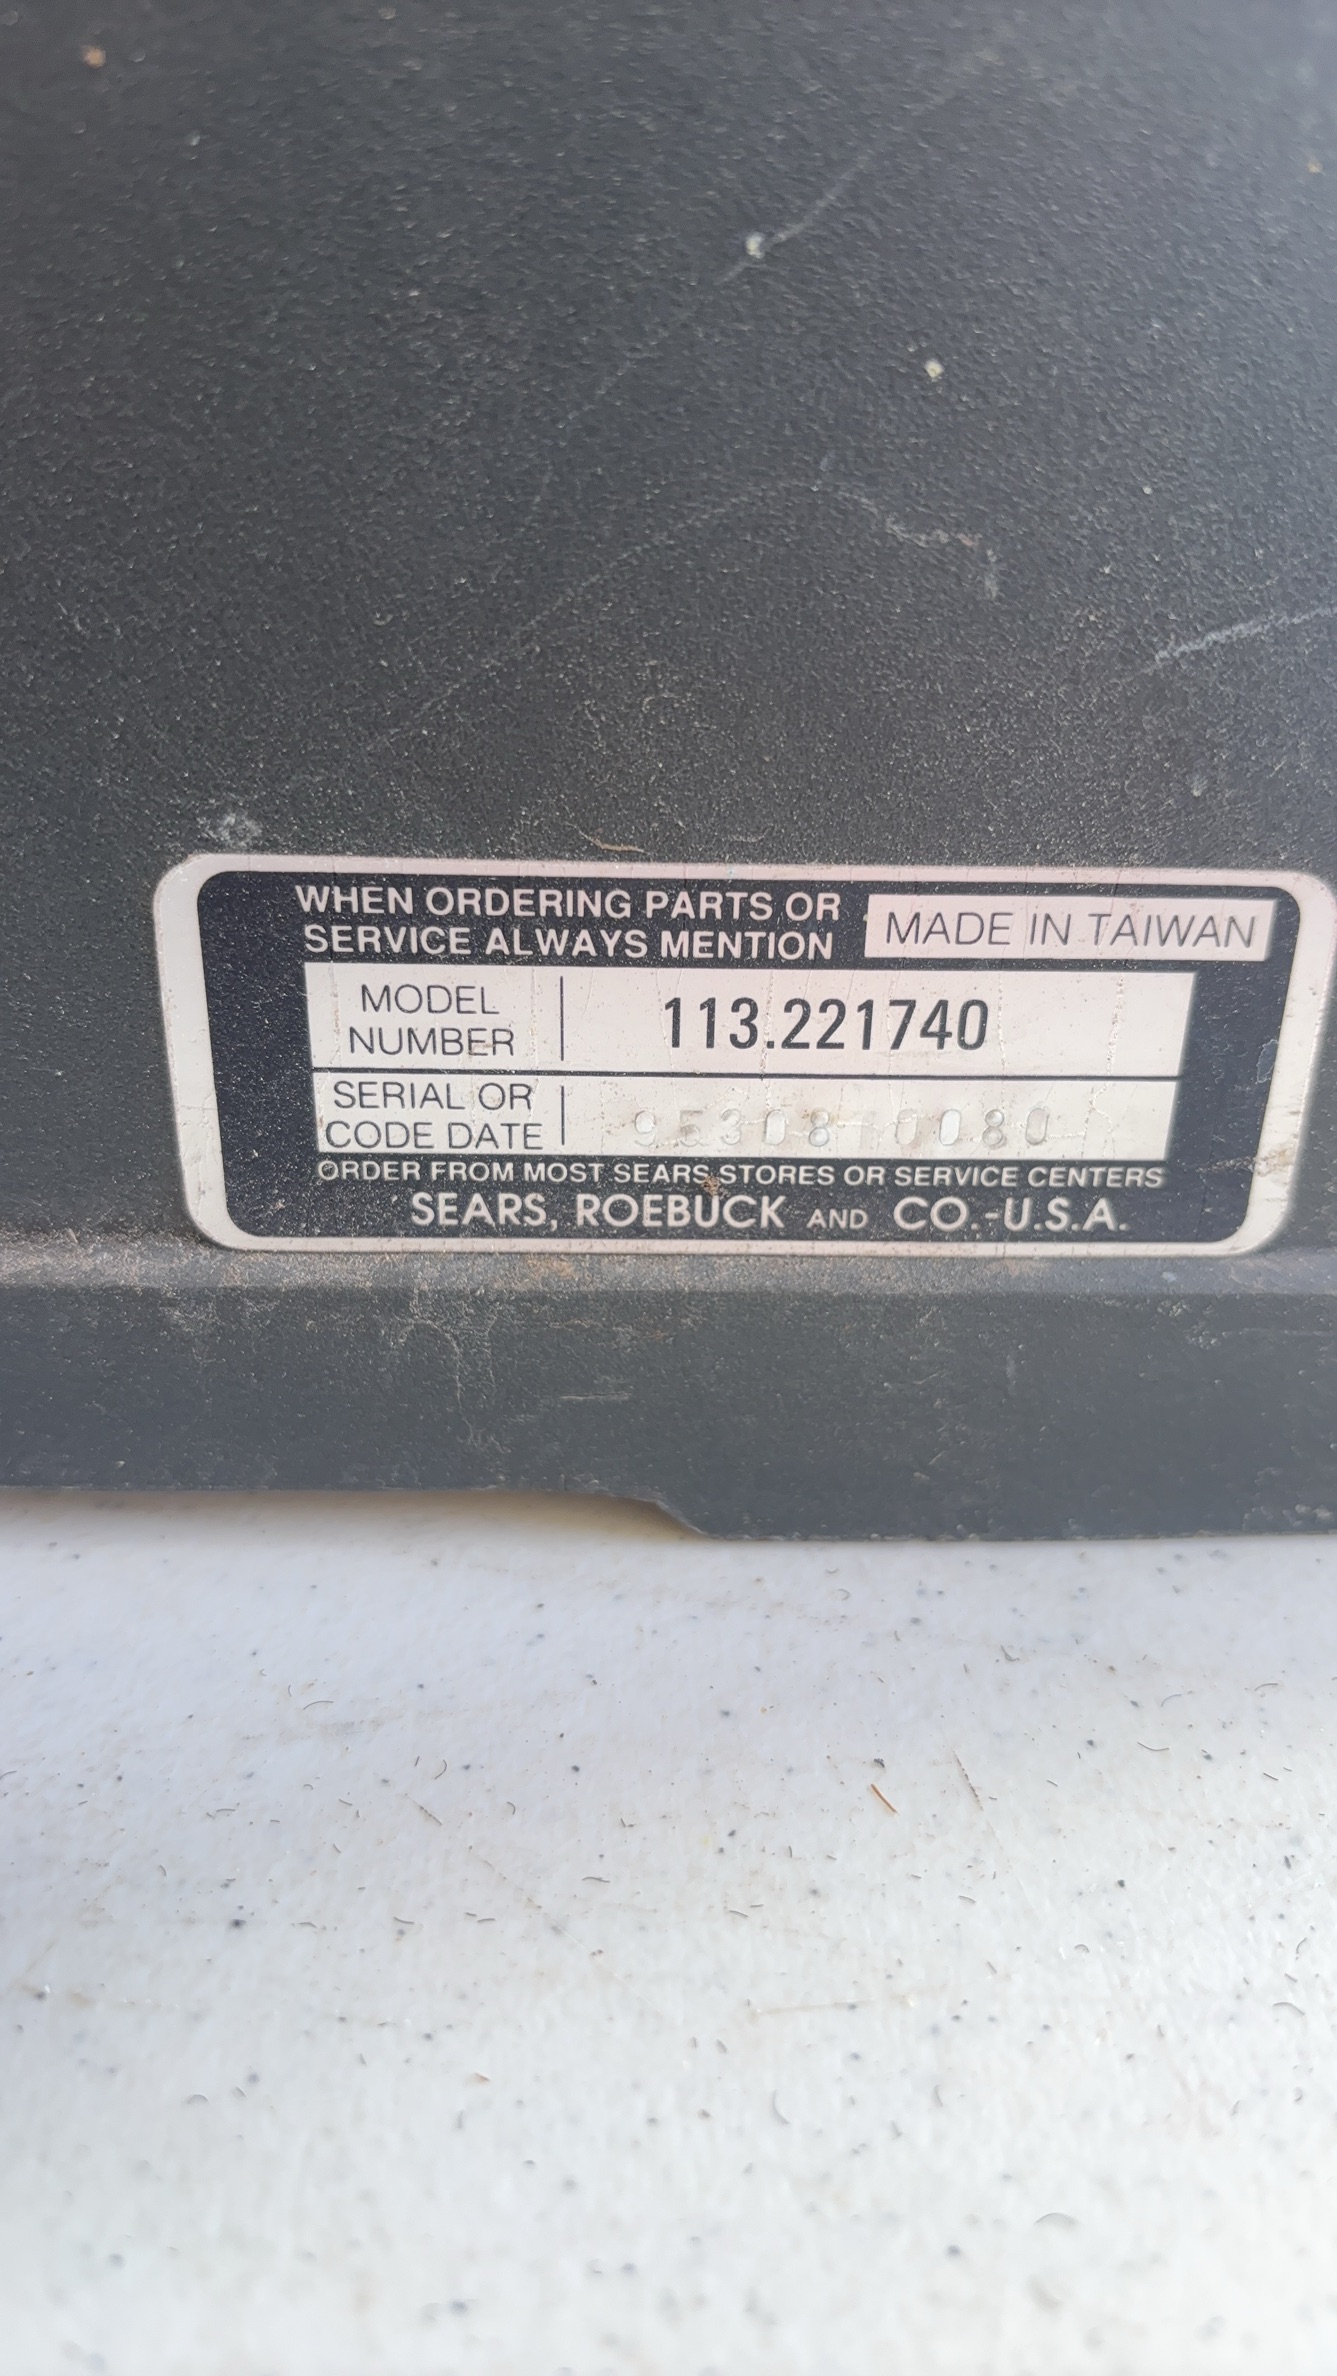 WHEN ORDERING PARTS OR
SERVICE ALWAYS MENTION
MADE IN TAIWAN
MODEL
NUMBER
113.221740
SERIAL OR
CODE DATE
9530810080
ORDER FROM MOST SEARS STORES OR SERVICE CENTERS
SEARS, ROEBUCK AND CO.-U.S.A.